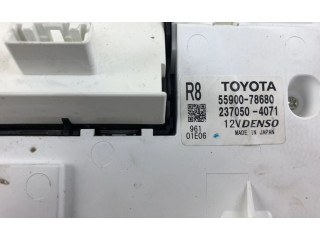 R8
TOYOTA
55900-78680
237050-4071
12V DENSO
MADE IN JAPAN
961
01E06